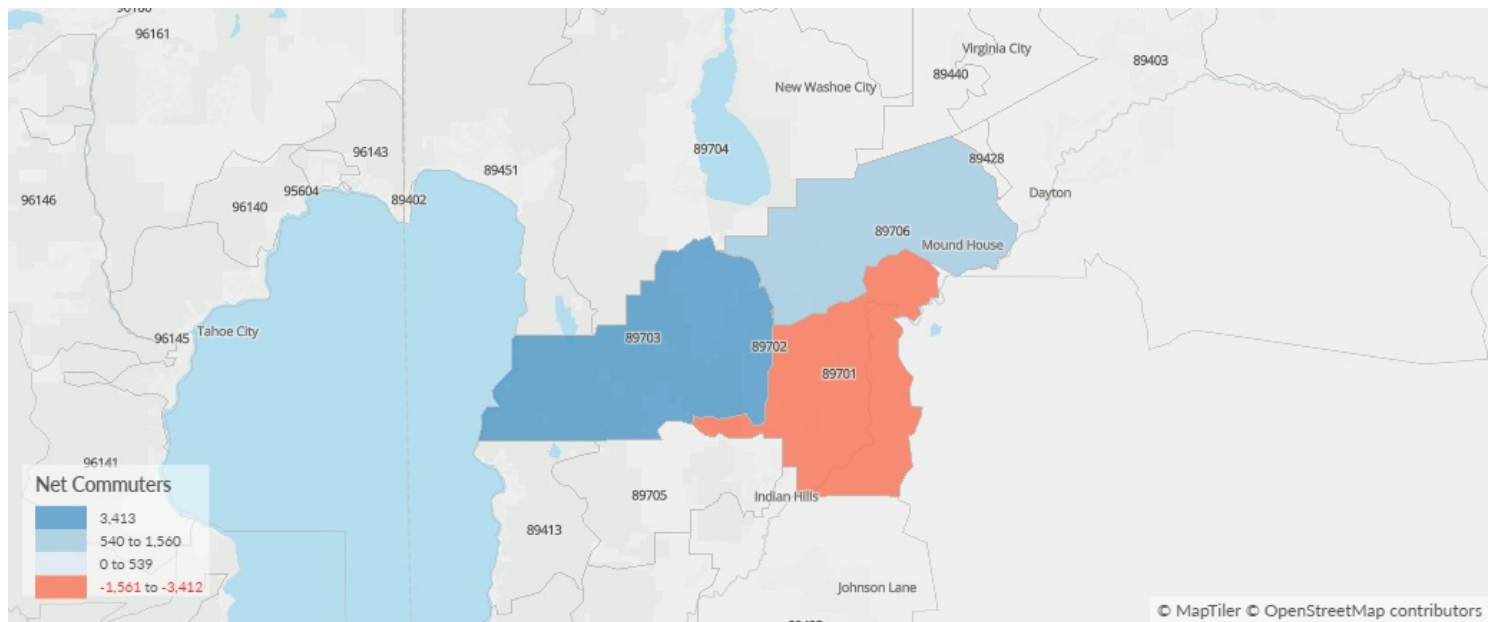 96161
Virginia City
89403
89440
New Washoe City
96143
89704
89451
89428
96146
95604
89402
96140
Dayton
89706
Mound House
Tahoe City
96145
89703
89702
89701
96141
Net Commuters
3,413
540 to 1,560
0 to 539
-1,561 to -3,412
89705
Indian Hills
89413
Johnson Lane
© MapTiler © OpenStreetMap contributors